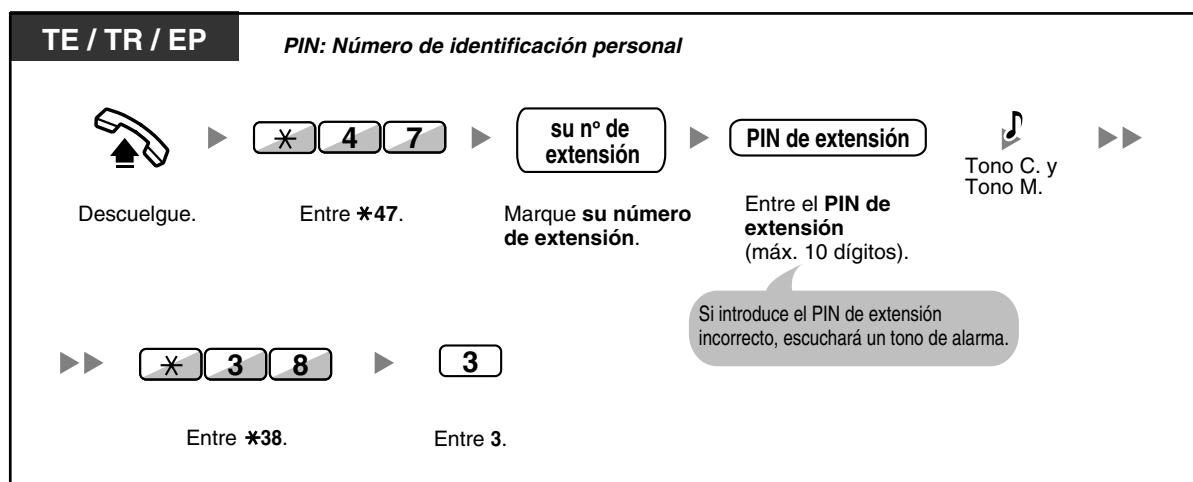 TE / TR / EP
PIN: Número de identificación personal
* 4 7
su nº de
extensión
PIN de extensión
Tono C. y
Tono M.
Descuelgue.
Entre *47.
Marque su número
de extensión.
Entre el PIN de
extensión
(máx. 10 dígitos).
Si introduce el PIN de extensión
incorrecto, escuchará un tono de alarma.
* 3 8
3
Entre *38.
Entre 3.